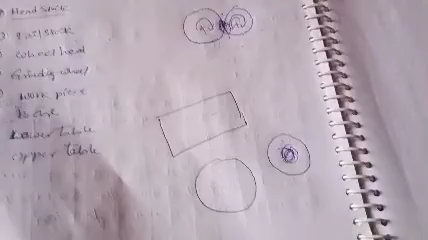 Head Stock
Tail stock
wheel head
Grinding wheel
work piece
Lower table
upper table